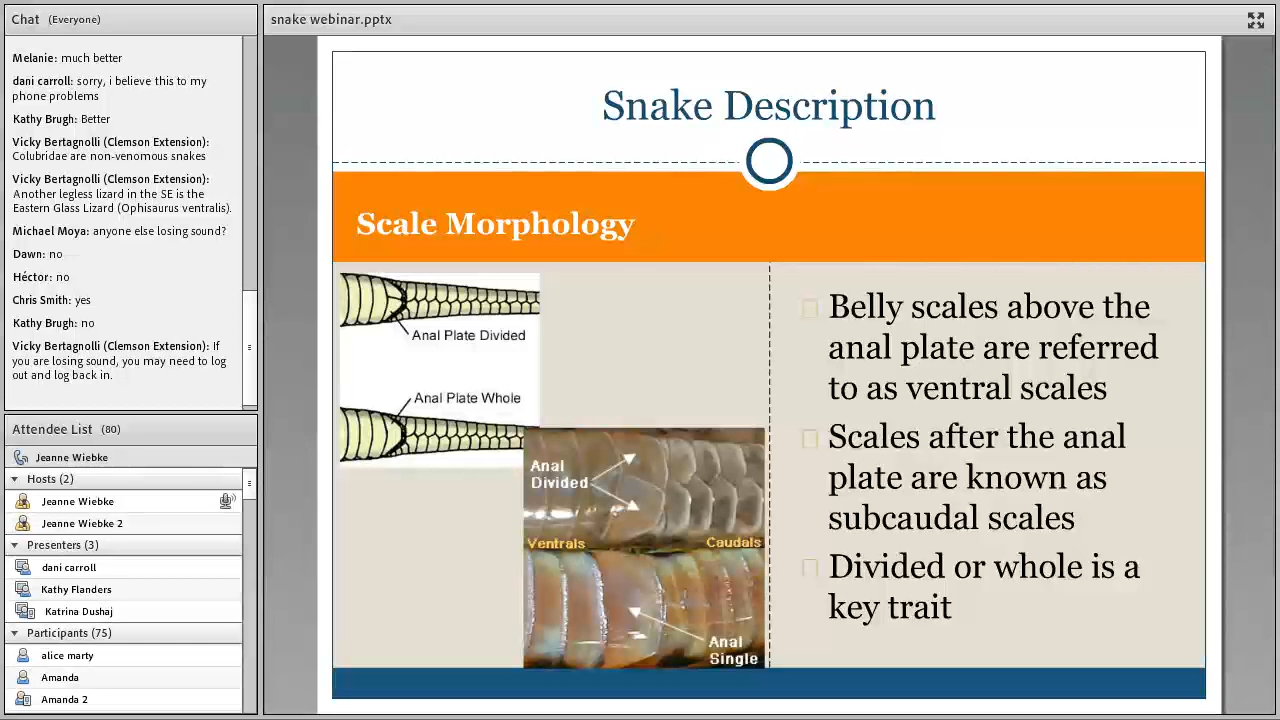 Chat (Everyone)
Melanie: much better
dani carroll: sorry, i believe this to my
phone problems
Kathy Brugh: Better
Vicky Bertagnolli (Clemson Extension):
Colubridae are non-venomous snakes
Vicky Bertagnolli (Clemson Extension):
Another legless lizard in the SE is the
Eastern Glass Lizard (Ophisaurus ventralis).
Michael Moya: anyone else losing sound?
Dawn: no
Héctor: no
Chris Smith: yes
Kathy Brugh: no
Vicky Bertagnolli (Clemson Extension): If
you are losing sound, you may need to log
out and log back in.
Attendee List (80)
Jeanne Wiebke
Hosts (2)
Jeanne Wiebke
Jeanne Wiebke 2
Presenters (3)
dani carroll
Kathy Flanders
Katrina Dushaj
Participants (75)
alice marty
Amanda
Amanda 2
snake webinar.pptx
Snake Description
Scale Morphology
Anal Plate Divided
Anal Plate Whole
Anal
Divided
Ventrals Caudals
Anal
Single
Belly scales above the
anal plate are referred
to as ventral scales
Scales after the anal
plate are known as
subcaudal scales
Divided or whole is a
key trait